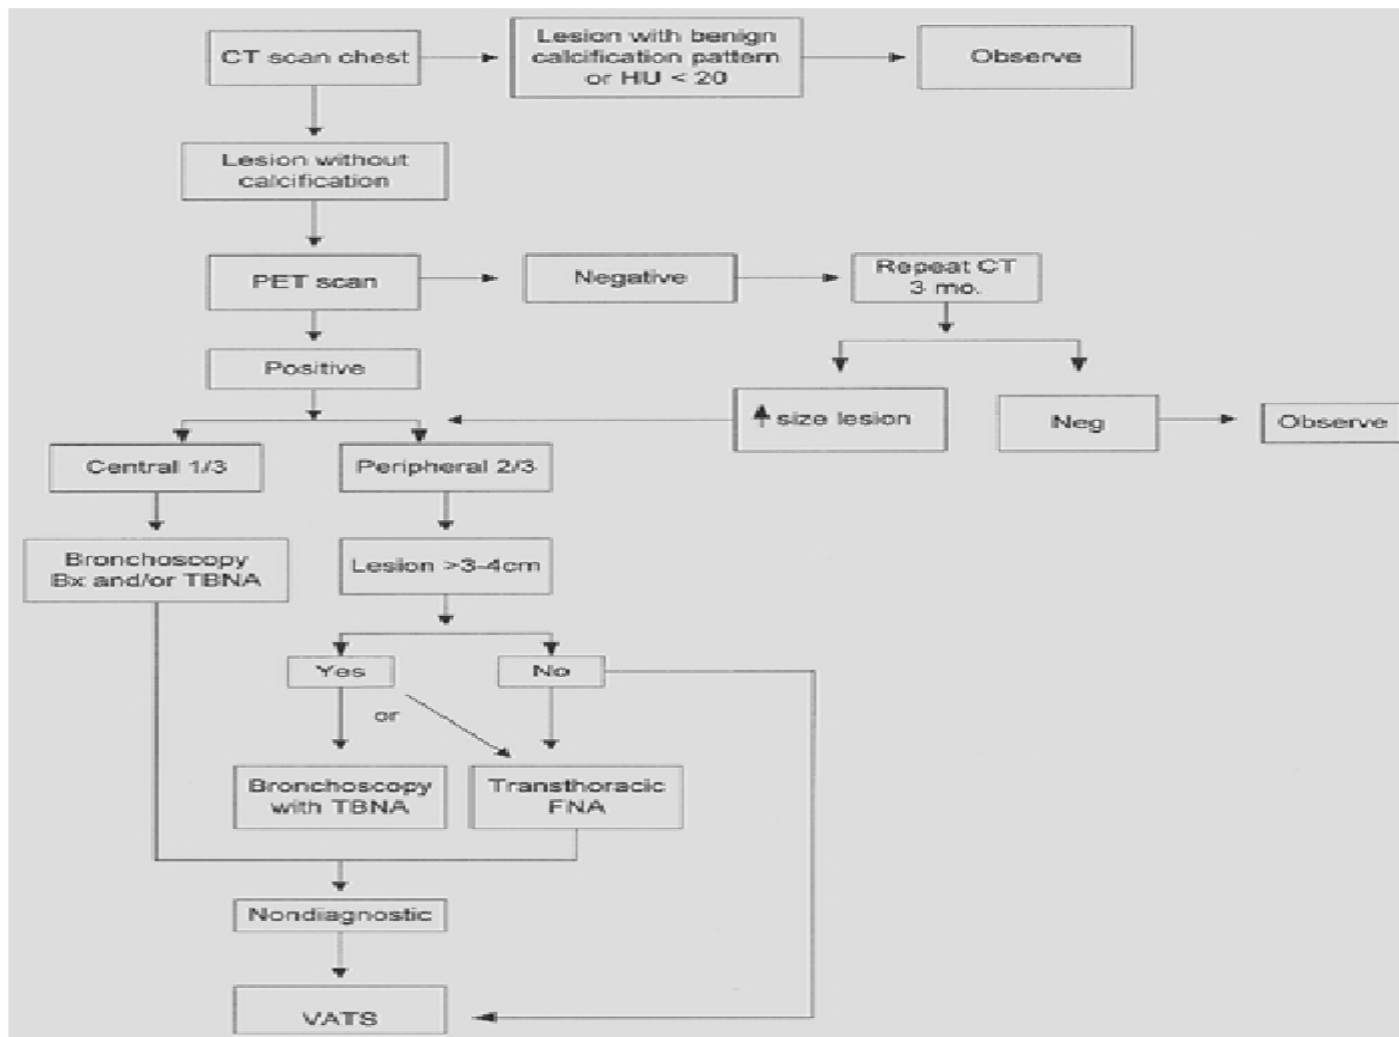 CT scan chest
Lesion with benign
calcification pattern
or HU < 20
Observe
Lesion without
calcification
PET scan
Negative
Repeat CT
3 mo.
Positive
↑ size lesion
Neg
Observe
Central 1/3
Peripheral 2/3
Bronchoscopy
Bx and/or TBNA
Lesion >3-4cm
Yes
No
or
Bronchoscopy
with TBNA
Transthoracic
FNA
Nondiagnostic
VATS